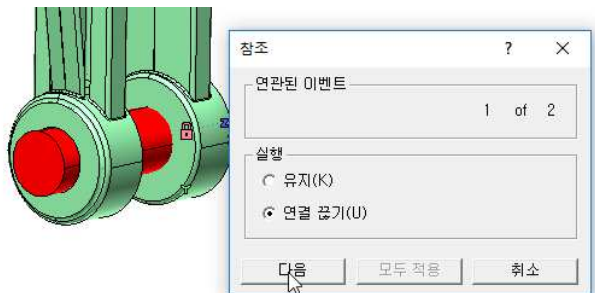 참조 ? ×
연관된 이벤트
1 of 2
실행
유지(K)
연결 끊기(U)
다음 모두 적용 취소